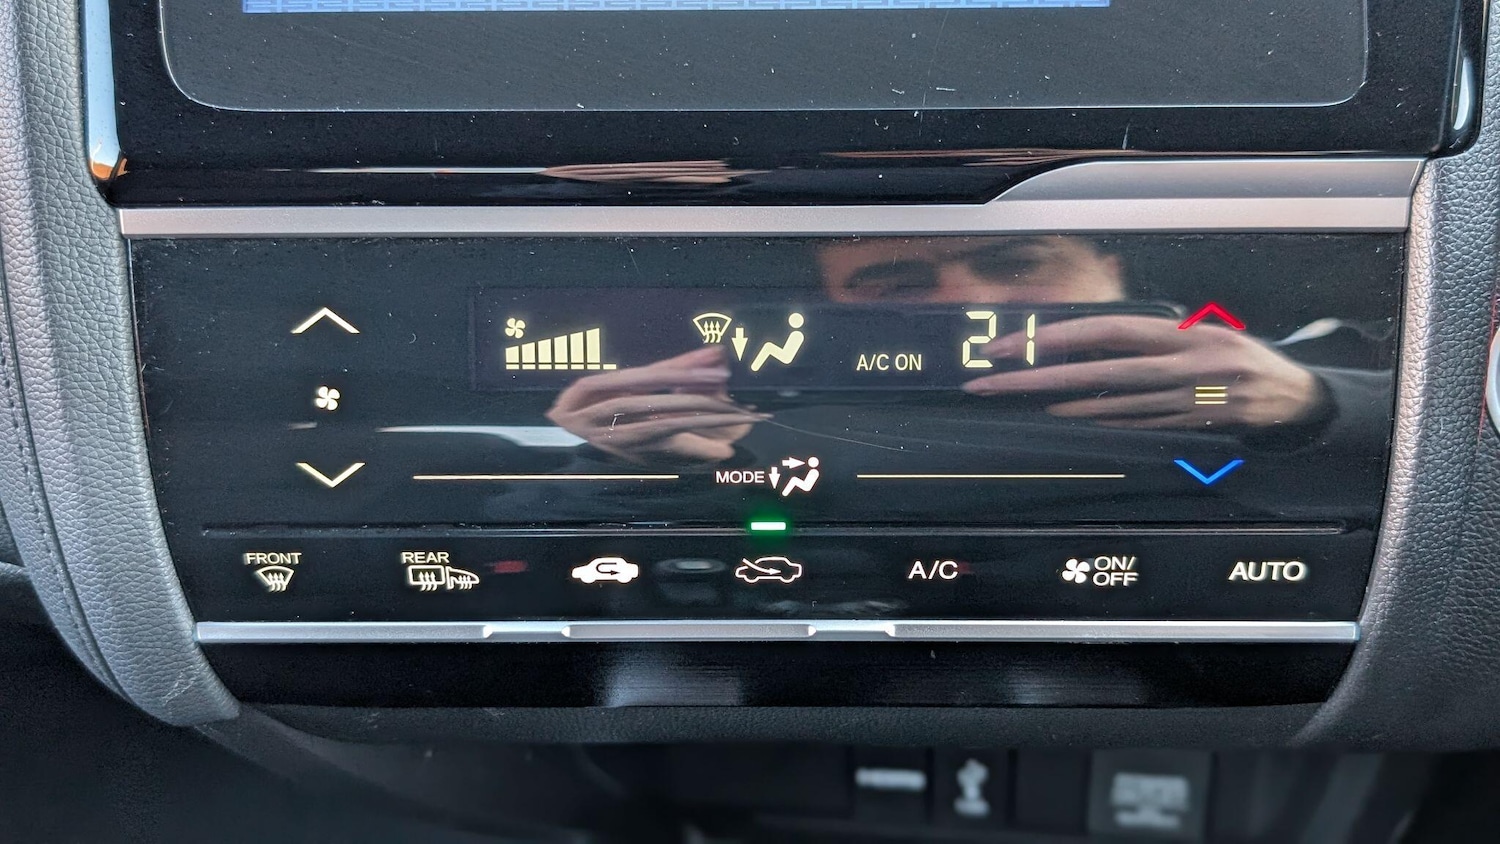 A/C ON 21
MODE
FRONT
REAR
A/C
ON/
OFF
AUTO